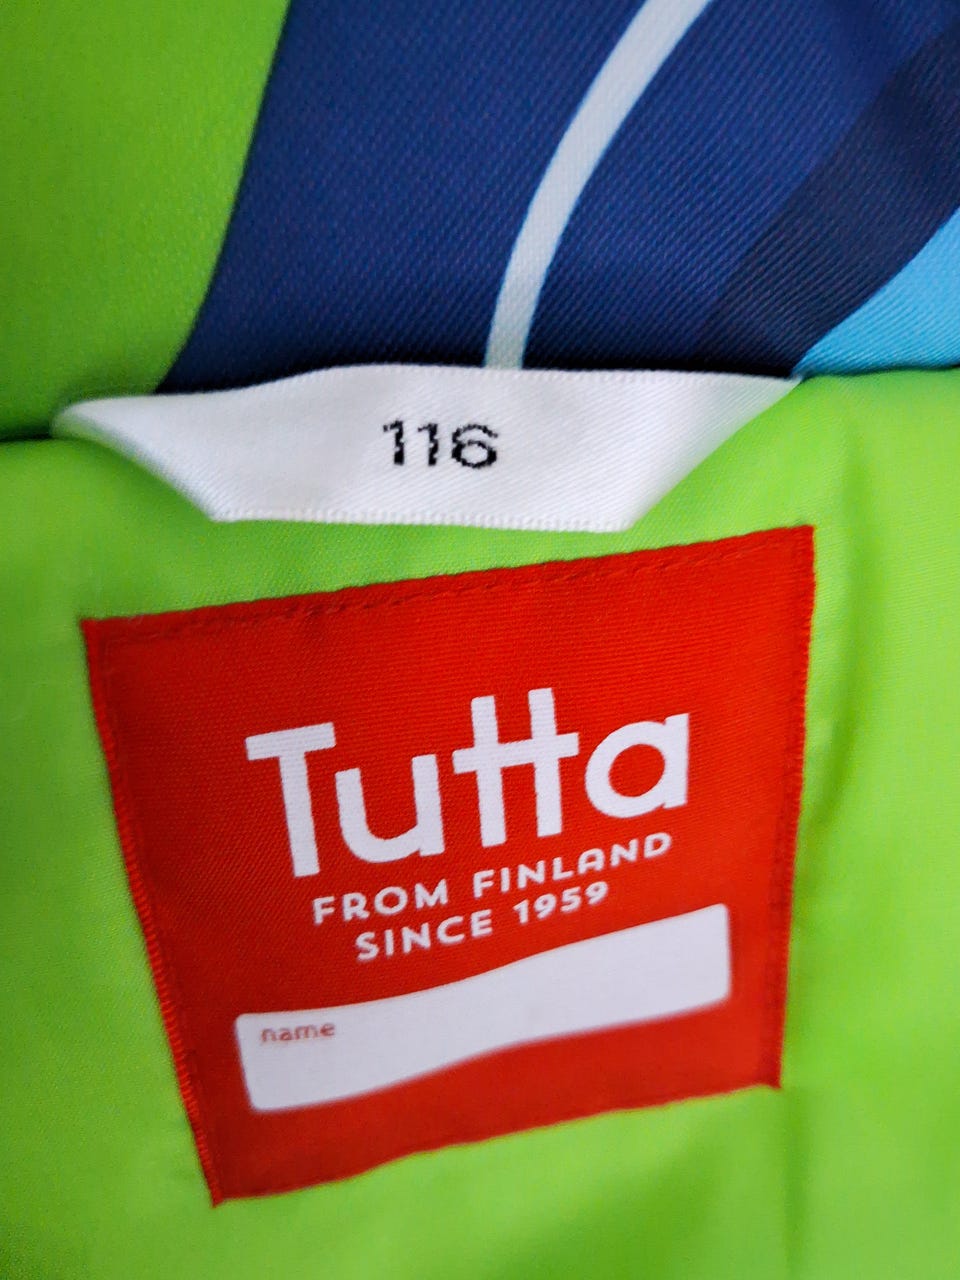 116
Tutta
FROM FINLAND
SINCE 1959
name